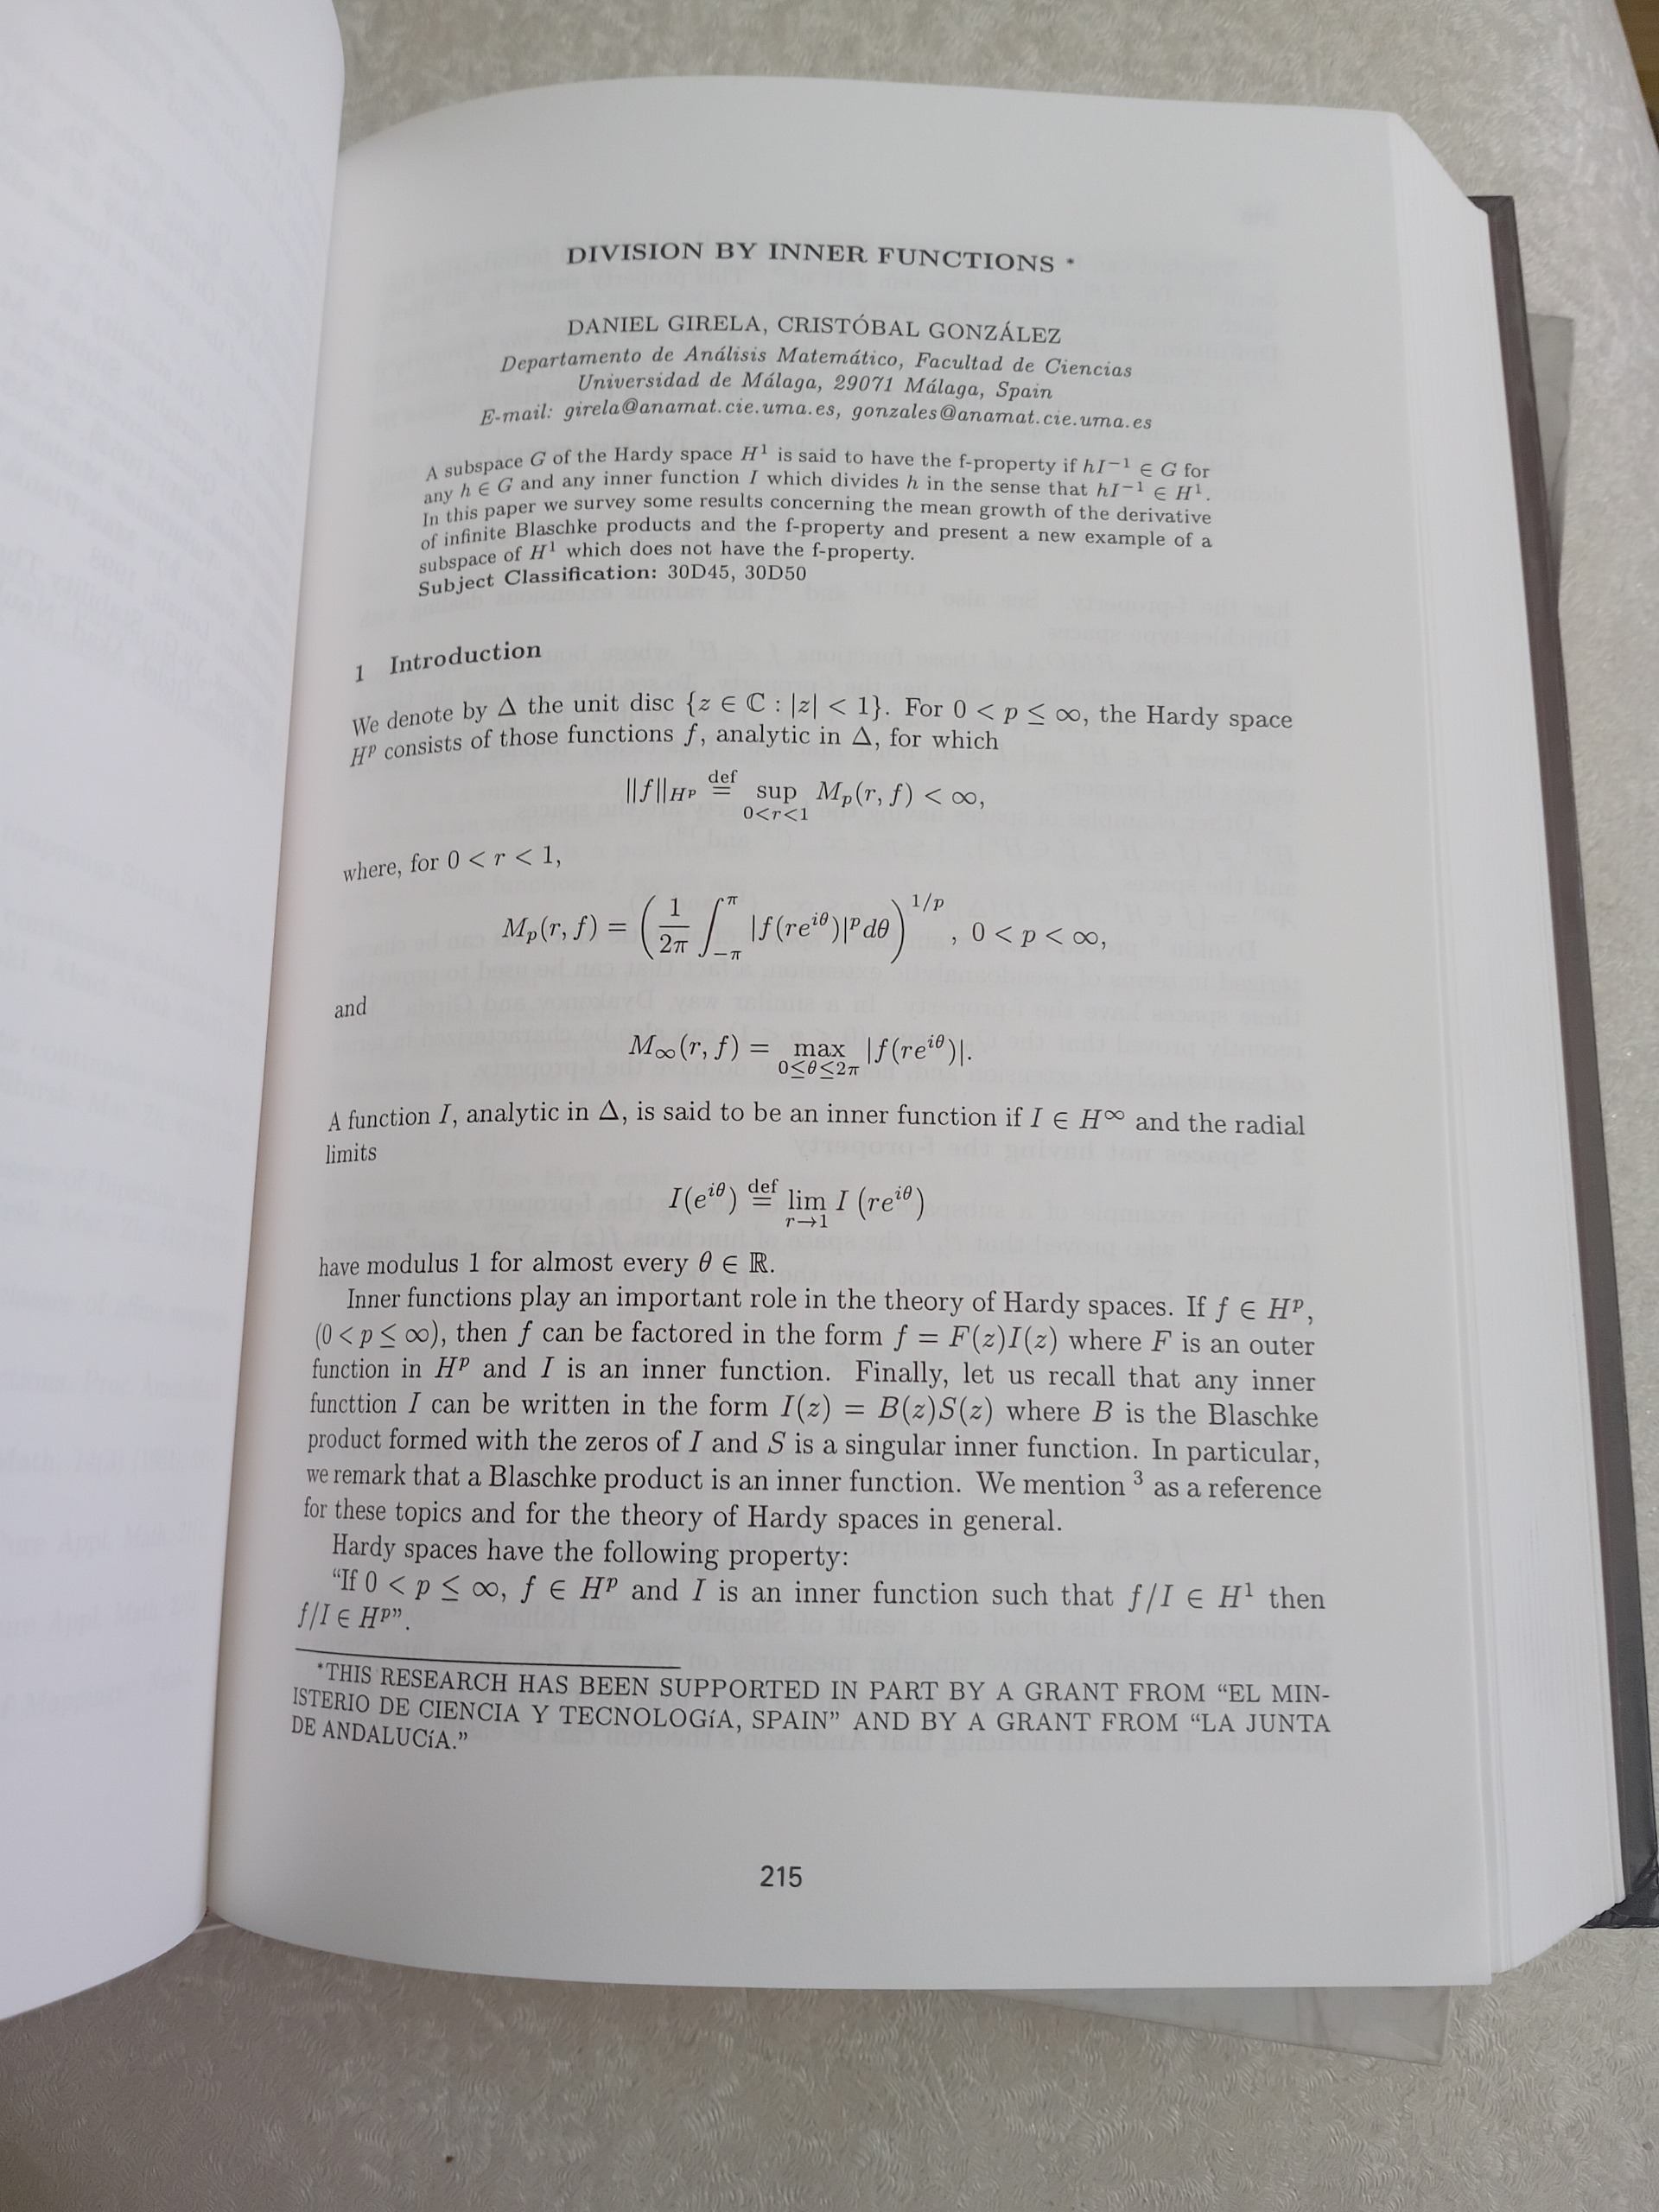 DIVISION BY INNER FUNCTIONS *
DANIEL GIRELA, CRISTÓBAL GONZÁLEZ
Departamento de Análisis Matemático, Facultad de Ciencias
Universidad de Málaga, 29071 Málaga, Spain
E-mail: girela@anamat.cie.uma.es, gonzales@anamat.cie.uma.es
A subspace G of the Hardy space H¹ is said to have the f-property if hI⁻¹ ∈ G for
any h ∈ G and any inner function I which divides h in the sense that hI⁻¹ ∈ H¹.
In this paper we survey some results concerning the mean growth of the derivative
of infinite Blaschke products and the f-property and present a new example of a
subspace of H¹ which does not have the f-property.
Subject Classification: 30D45, 30D50
1 Introduction
We denote by Δ the unit disc {z ∈ ℂ : |z| < 1}. For 0 < p ≤ ∞, the Hardy space
Hᵖ consists of those functions f, analytic in Δ, for which
||f||_{Hᵖ} def= sup_{0<r<1} M_p(r, f) < ∞,
where, for 0 < r < 1,
M_p(r, f) = (1/2π ∫_{-π}^{π} |f(re^{iθ})|^p dθ)^{1/p}, 0 < p < ∞,
and
M_∞(r, f) = max_{0≤θ≤2π} |f(re^{iθ})|.
A function I, analytic in Δ, is said to be an inner function if I ∈ H^∞ and the radial
limits
I(e^{iθ}) def= lim_{r→1} I (re^{iθ})
have modulus 1 for almost every θ ∈ ℝ.
Inner functions play an important role in the theory of Hardy spaces. If f ∈ Hᵖ,
(0 < p ≤ ∞), then f can be factored in the form f = F(z)I(z) where F is an outer
function in Hᵖ and I is an inner function. Finally, let us recall that any inner
functtion I can be written in the form I(z) = B(z)S(z) where B is the Blaschke
product formed with the zeros of I and S is a singular inner function. In particular,
we remark that a Blaschke product is an inner function. We mention ³ as a reference
for these topics and for the theory of Hardy spaces in general.
Hardy spaces have the following property:
“If 0 < p ≤ ∞, f ∈ Hᵖ and I is an inner function such that f/I ∈ H¹ then
f/I ∈ Hᵖ”.
*THIS RESEARCH HAS BEEN SUPPORTED IN PART BY A GRANT FROM “EL MIN-
ISTERIO DE CIENCIA Y TECNOLOGíA, SPAIN” AND BY A GRANT FROM “LA JUNTA
DE ANDALUCíA.”
215